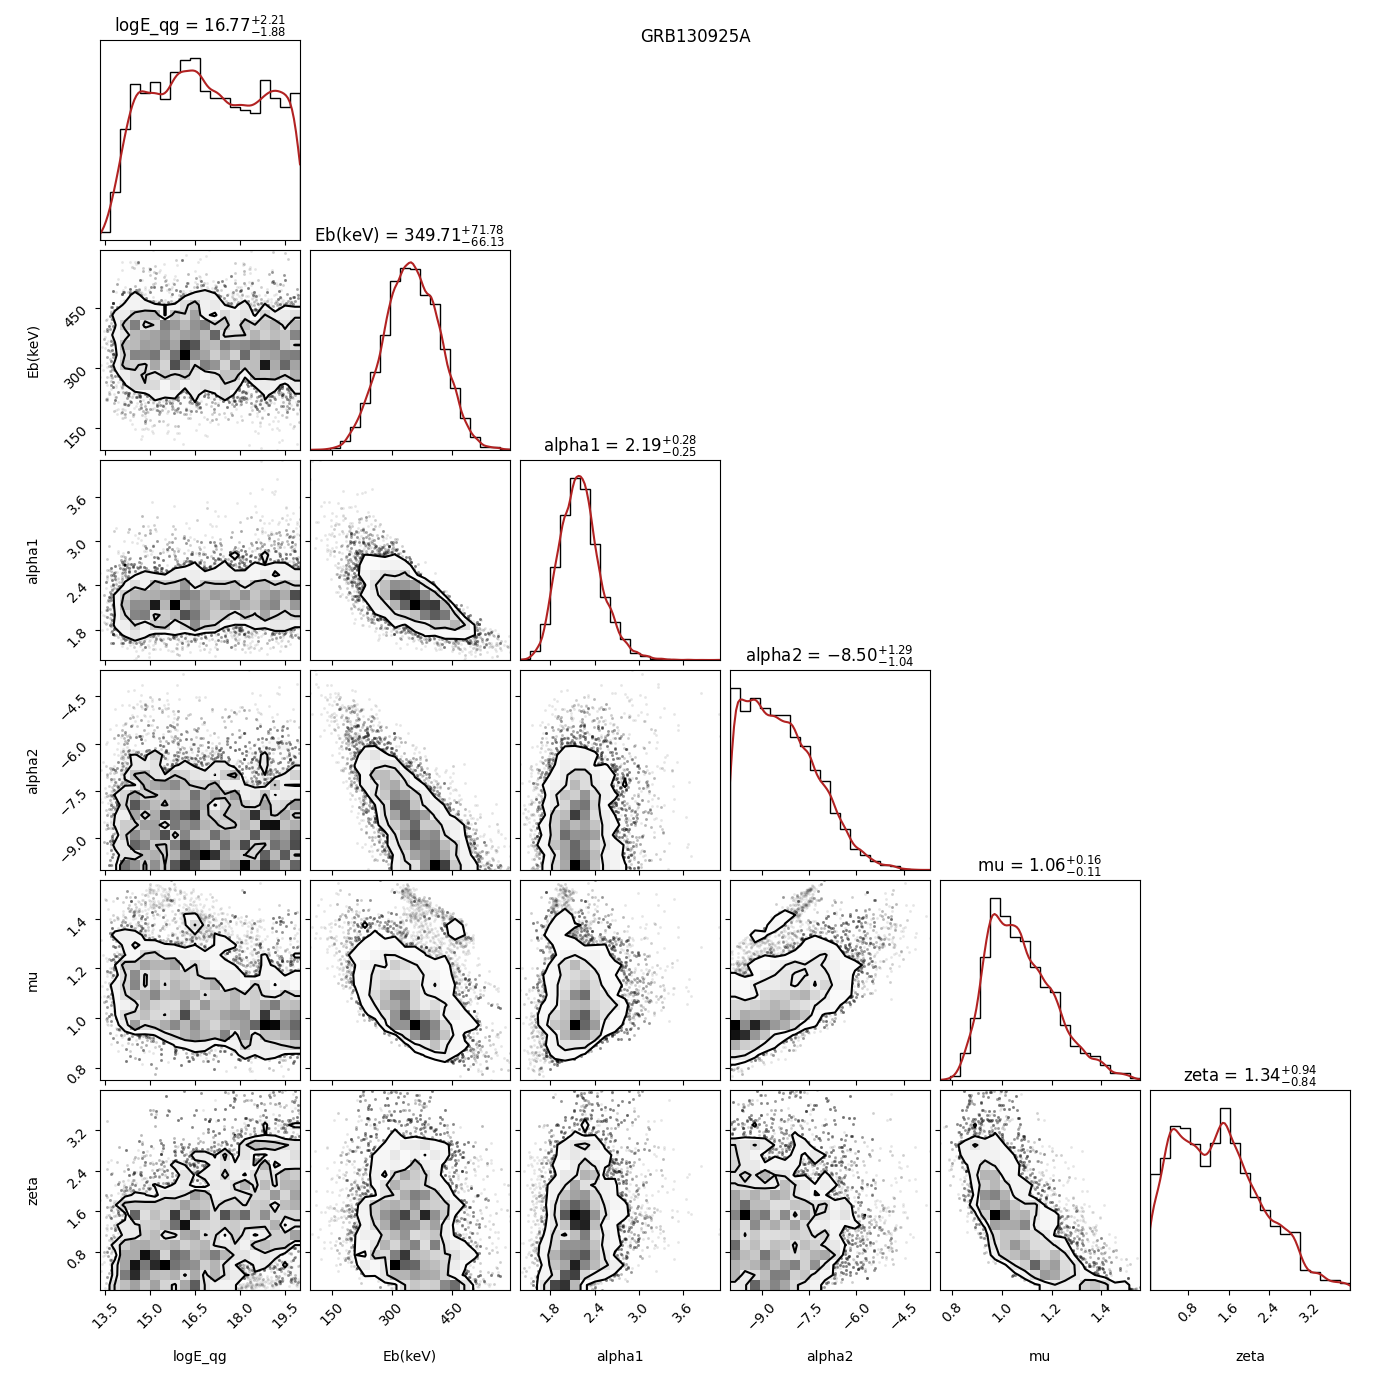 GRB130925A
logE_qg = 16.77+2.21 −1.88
Eb(keV) = 349.71+71.78 −66.13
Eb(keV)
450
300
150
alpha1 = 2.19+0.28 −0.25
alpha1
3.6
3.0
2.4
1.8
alpha2 = −8.50+1.29 −1.04
alpha2
−4.5
−6.0
−7.5
−9.0
mu = 1.06+0.16 −0.11
mu
1.4
1.2
1.0
0.8
zeta = 1.34+0.94 −0.84
zeta
3.2
2.4
1.6
0.8
13.5 15.0 16.5 18.0 19.5
150 300 450
1.8 2.4 3.0 3.6
−9.0 −7.5 −6.0 −4.5
0.8 1.0 1.2 1.4
0.8 1.6 2.4 3.2
logE_qg Eb(keV) alpha1 alpha2 mu zeta